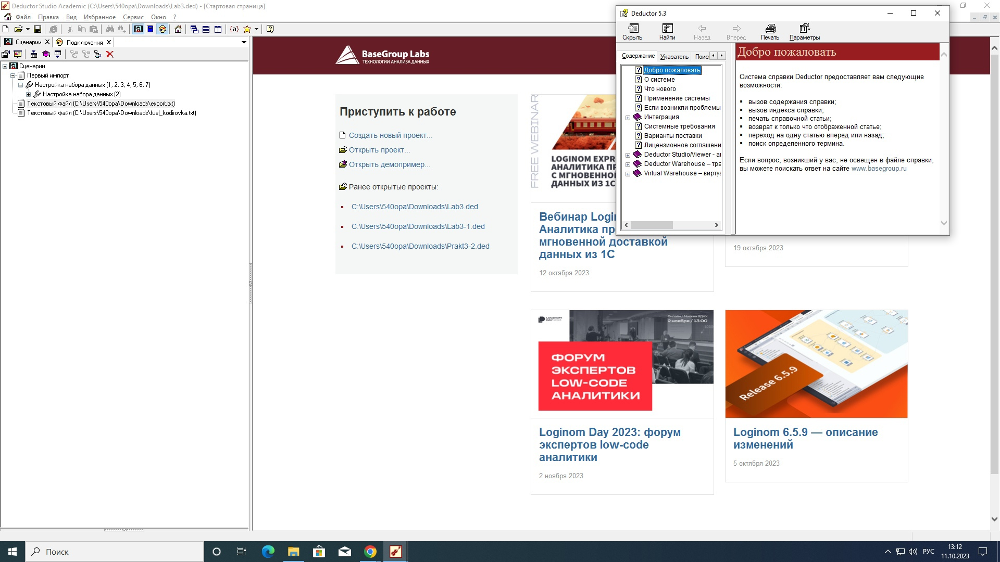 Deductor Studio Academic (C:\Users\540opa\Downloads\Lab3.ded) - [Стартовая страница]
Файл Правка Вид Избранное Сервис Окно ?
Сценарии Подключения
Сценарии
Первый импорт
Настройка набора данных (1, 2, 3, 4, 5, 6, 7)
Настройка набора данных (2)
Текстовый файл (C:\Users\540opa\Downloads\export.txt)
Текстовый файл (C:\Users\540opa\Downloads\fuel_kodirovka.txt)
BaseGroup Labs
ТЕХНОЛОГИИ АНАЛИЗА ДАННЫХ
Приступить к работе
Создать новый проект...
Открыть проект...
Открыть демопример...
Ранее открытые проекты:
C:\Users\540opa\Downloads\Lab3.ded
C:\Users\540opa\Downloads\Lab3-1.ded
C:\Users\540opa\Downloads\Prakt3-2.ded
FREE WEBINAR
LOGINOM EXPR
АНАЛИТИКА ПР
С МГНОВЕННОЙ
ДАННЫХ ИЗ 1С
Вебинар Login
Аналитика пр
мгновенной доставкой
данных из 1С
12 октября 2023
19 октября 2023
Deductor 5.3
Скрыть Найти Назад Вперед Печать Параметры
Содержание Указатель Поис
Добро пожаловать
О системе
Что нового
Применение системы
Если возникли проблемы
Интеграция
Системные требования
Варианты поставки
Лицензионное соглашени
Deductor Studio/Viewer - ан
Deductor Warehouse – тра
Virtual Warehouse – вирту
Добро пожаловать
Система справки Deductor предоставляет вам следующие
возможности:
вызов содержания справки;
вызов индекса справки;
печать справочной статьи;
возврат к только что отображенной статье;
переход на одну статью вперед или назад;
поиск определенного термина.
Если вопрос, возникший у вас, не освещен в файле справки,
вы можете поискать ответ на сайте www.basegroup.ru
LOGINOM
DAY 2023
Онлайн / Москва ВДНХ
2 ноября / 13:00
ФОРУМ
ЭКСПЕРТОВ
LOW-CODE
АНАЛИТИКИ
Loginom Day 2023: форум
экспертов low-code
аналитики
2 ноября 2023
Release 6.5.9
Loginom 6.5.9 — описание
изменений
5 октября 2023
Поиск
РУС
13:12
11.10.2023